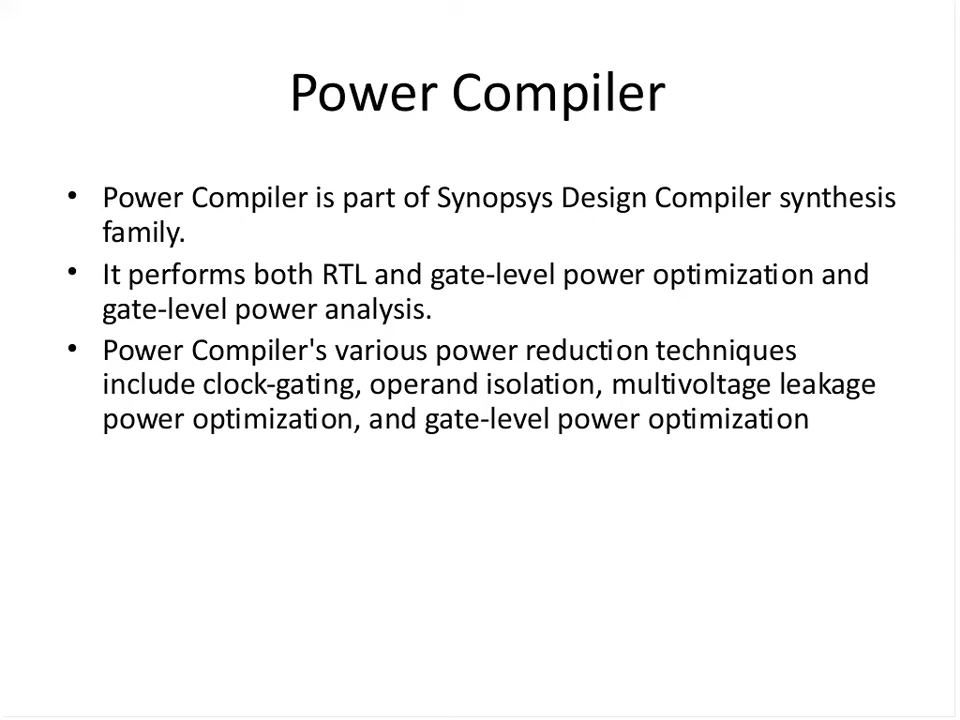 Power Compiler
• Power Compiler is part of Synopsys Design Compiler synthesis
family.
• It performs both RTL and gate-level power optimization and
gate-level power analysis.
• Power Compiler's various power reduction techniques
include clock-gating, operand isolation, multivoltage leakage
power optimization, and gate-level power optimization